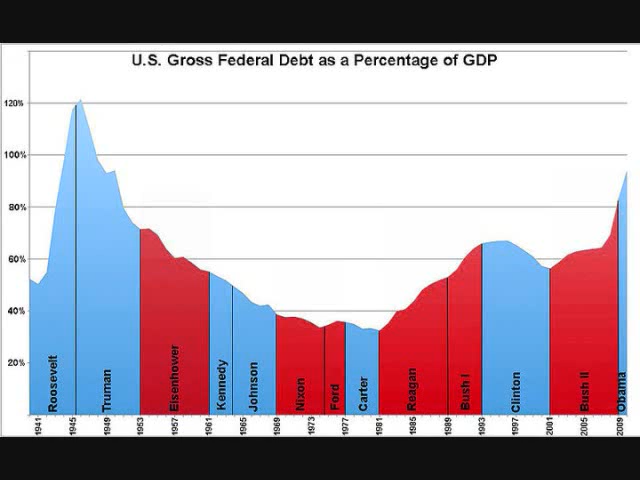 U.S. Gross Federal Debt as a Percentage of GDP
120%
100%
80%
60%
40%
20%
Roosevelt
Truman
Eisenhower
Kennedy
Johnson
Nixon
Ford
Carter
Reagan
Bush I
Clinton
Bush II
Obama
1941
1945
1949
1953
1957
1961
1965
1969
1973
1977
1981
1985
1989
1993
1997
2001
2005
2009